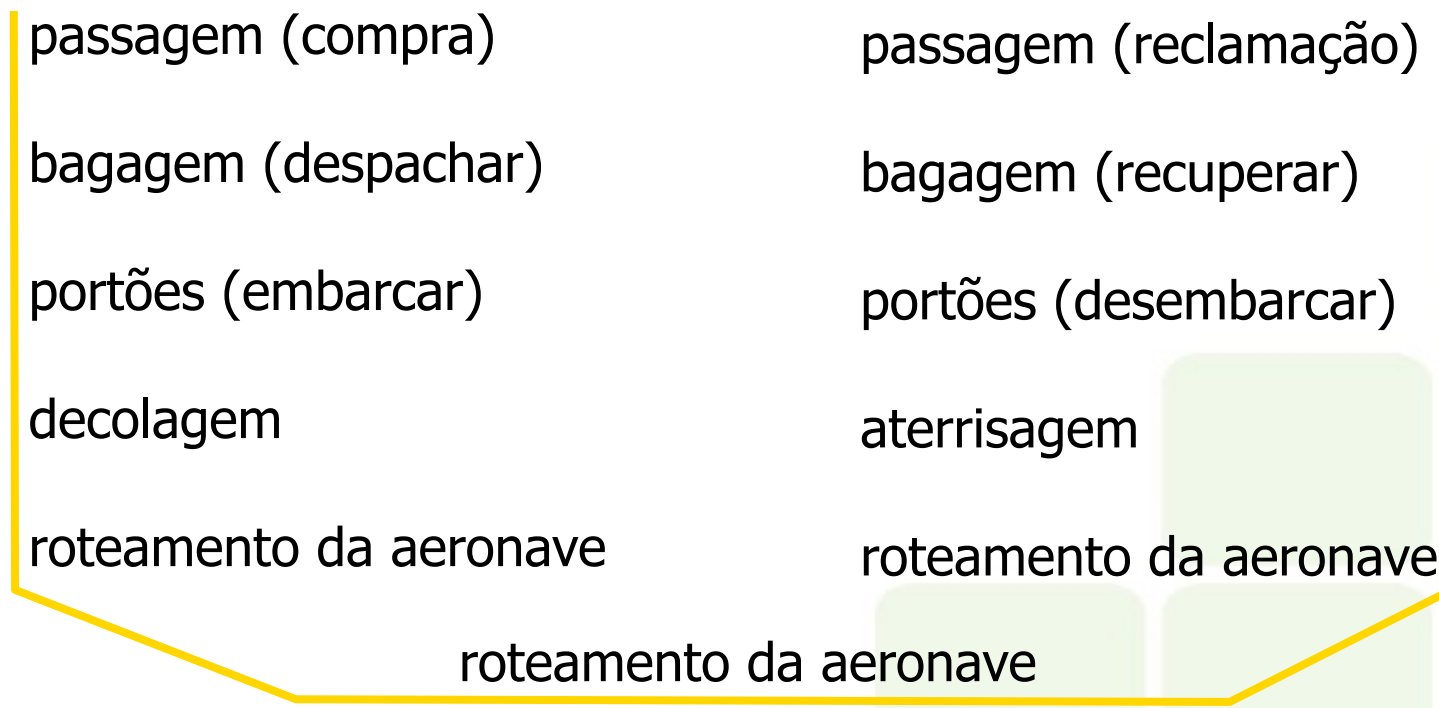 passagem (compra)
bagagem (despachar)
portões (embarcar)
decolagem
roteamento da aeronave
passagem (reclamação)
bagagem (recuperar)
portões (desembarcar)
aterrisagem
roteamento da aeronave
roteamento da aeronave